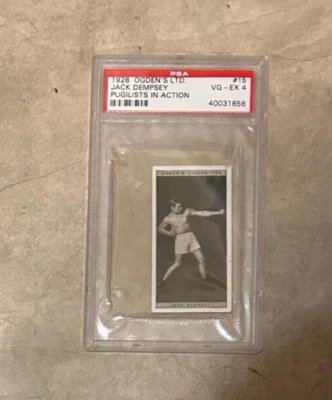 PSA
1928 OGDEN'S LTD. #15
JACK DEMPSEY VG - EX 4
PUGILISTS IN ACTION 40031656
OGDEN'S CIGARETTES
JACK DEMPSEY